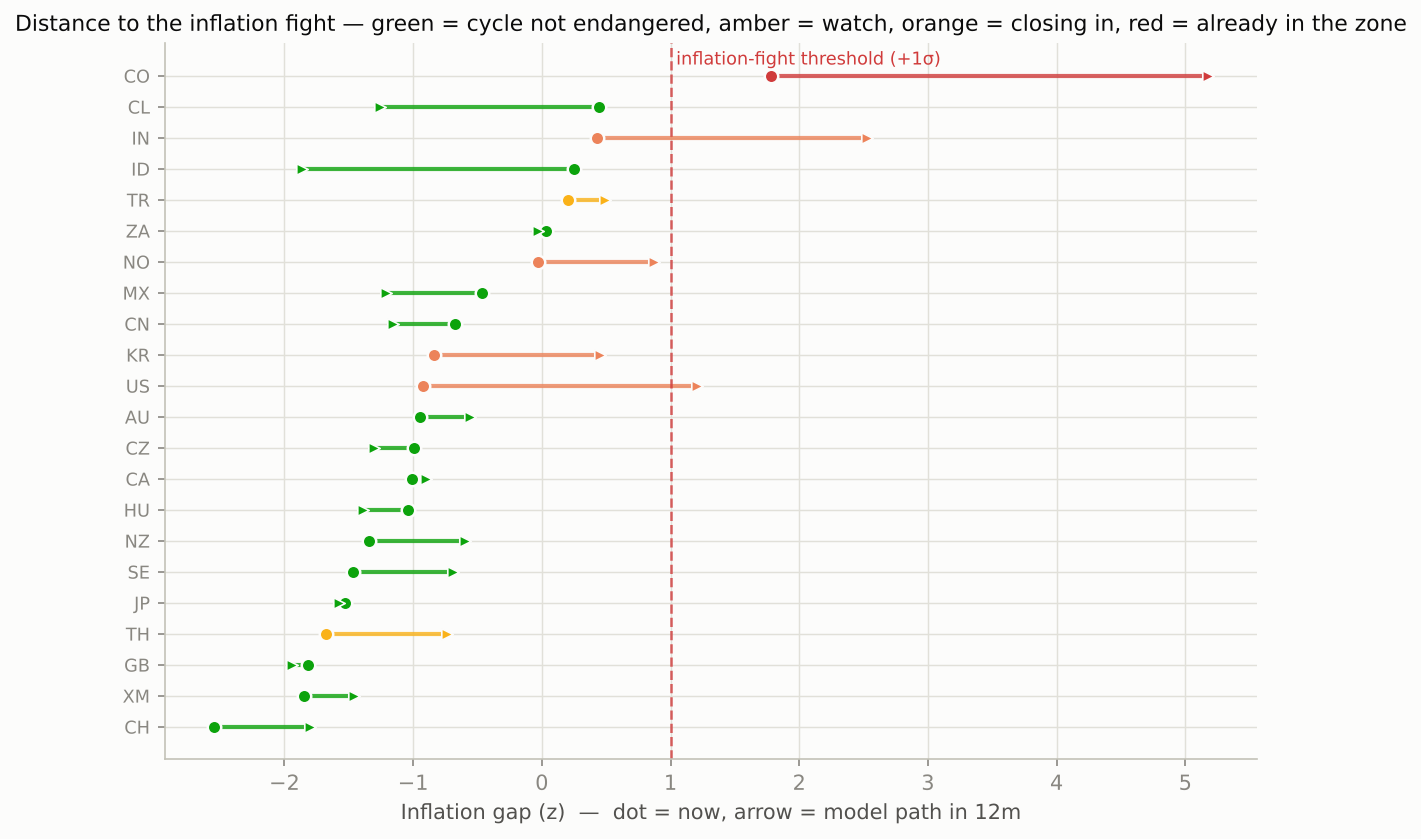 Distance to the inflation fight — green = cycle not endangered, amber = watch, orange = closing in, red = already in the zone
inflation-fight threshold (+1σ)
CO
CL
IN
ID
TR
ZA
NO
MX
CN
KR
US
AU
CZ
CA
HU
NZ
SE
JP
TH
GB
XM
CH
−2 −1 0 1 2 3 4 5
Inflation gap (z) — dot = now, arrow = model path in 12m